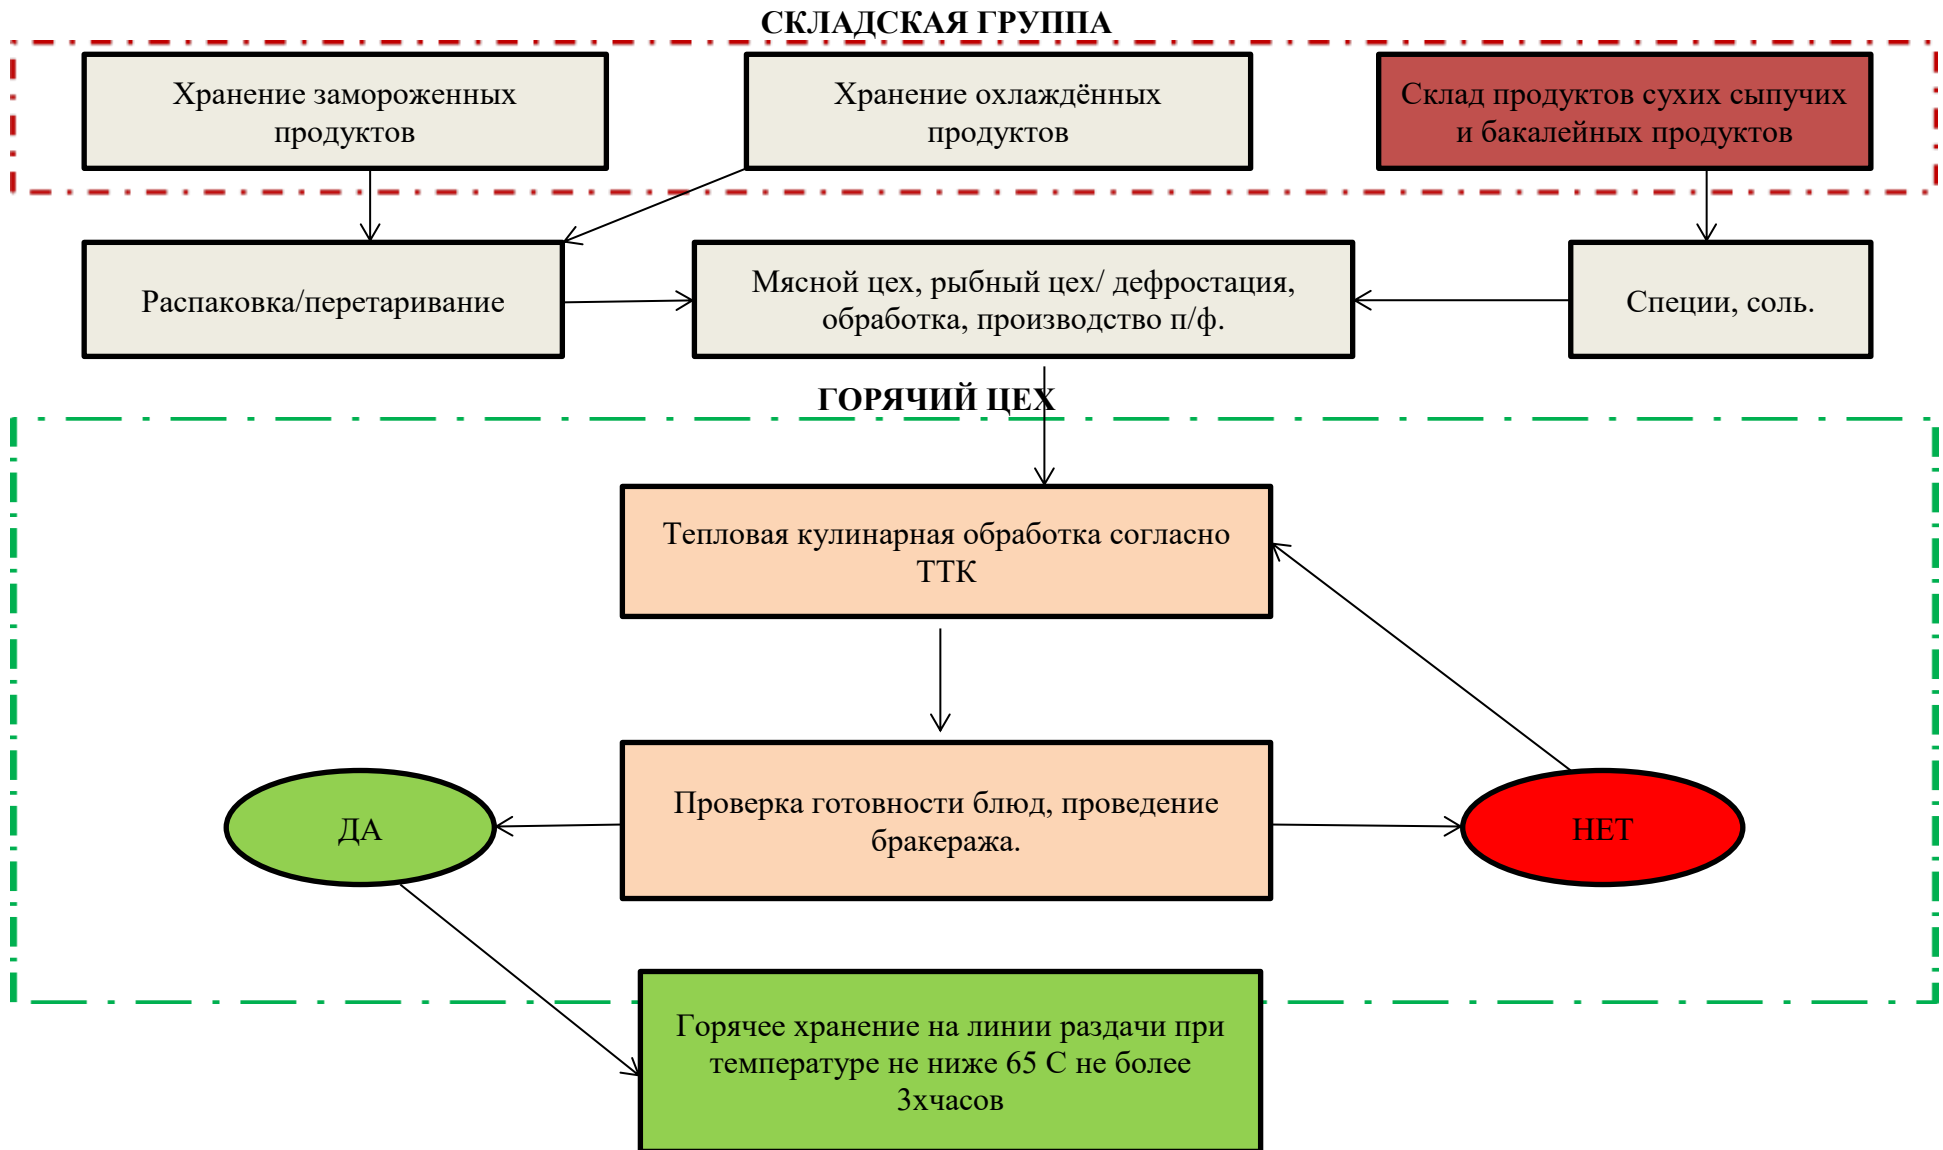 СКЛАДСКАЯ ГРУППА
Хранение замороженных
продуктов
Хранение охлаждённых
продуктов
Склад продуктов сухих сыпучих
и бакалейных продуктов
Распаковка/перетаривание
Мясной цех, рыбный цех/ дефростация,
обработка, производство п/ф.
Специи, соль.
ГОРЯЧИЙ ЦЕХ
Тепловая кулинарная обработка согласно
ТТК
ДА
Проверка готовности блюд, проведение
бракеража.
НЕТ
Горячее хранение на линии раздачи при
температуре не ниже 65 С не более
3хчасов